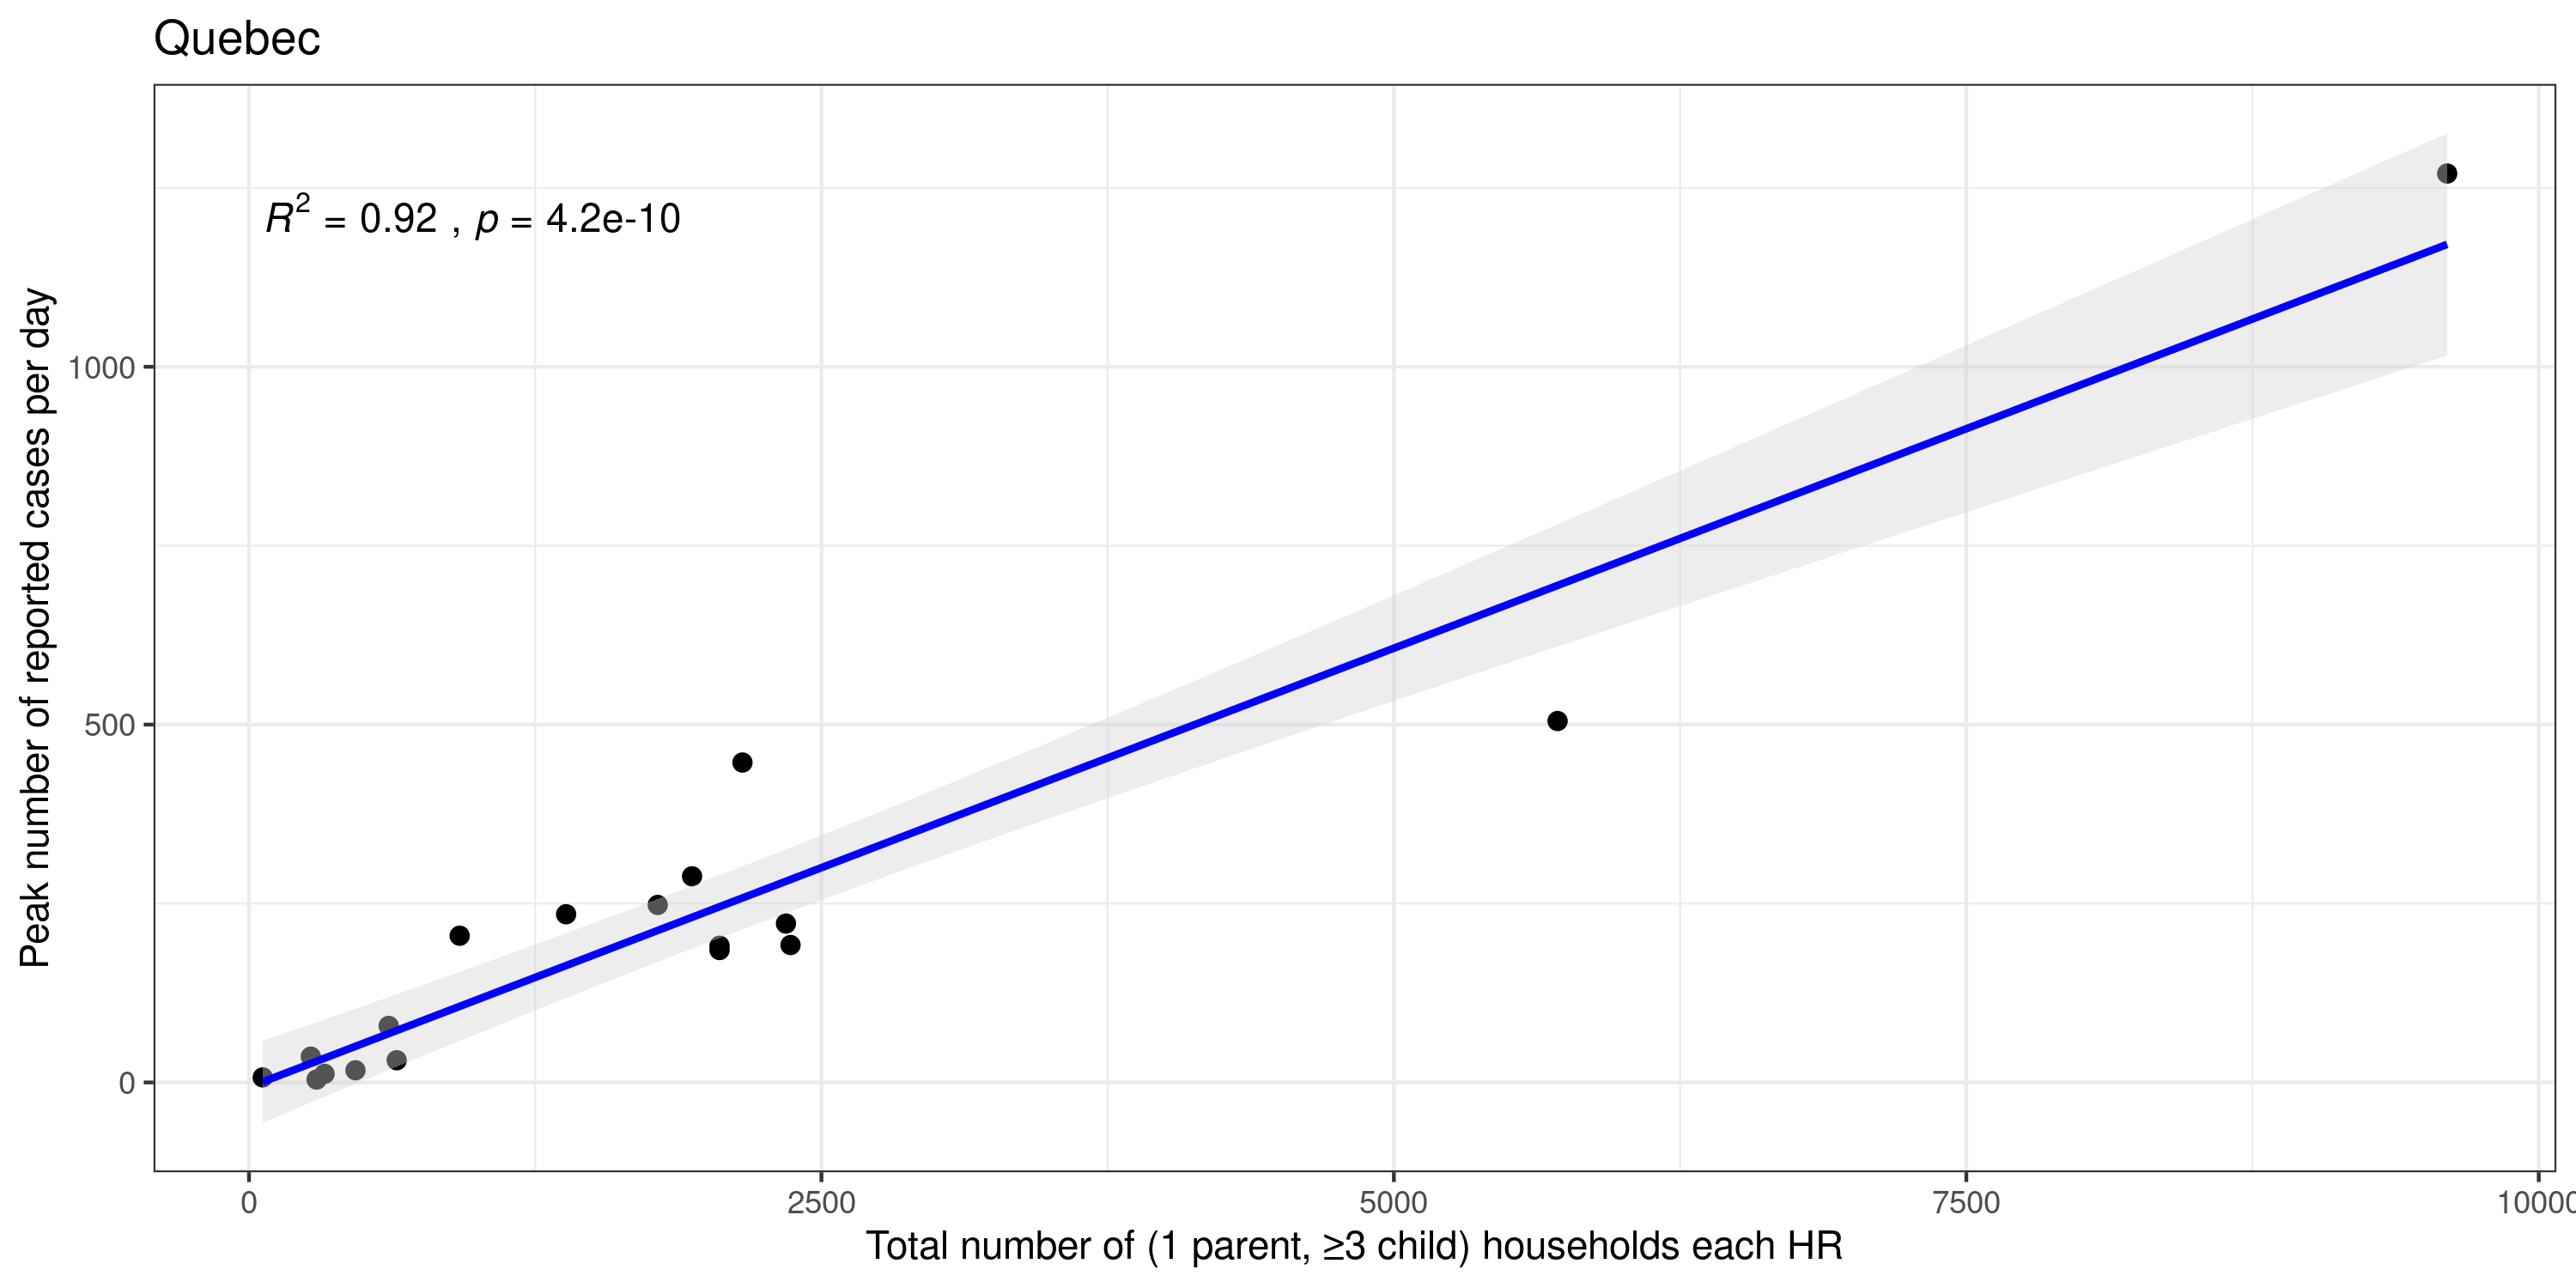 Quebec
R² = 0.92 , p = 4.2e-10
Peak number of reported cases per day
1000
500
0
0 2500 5000 7500 10000
Total number of (1 parent, ≥3 child) households each HR